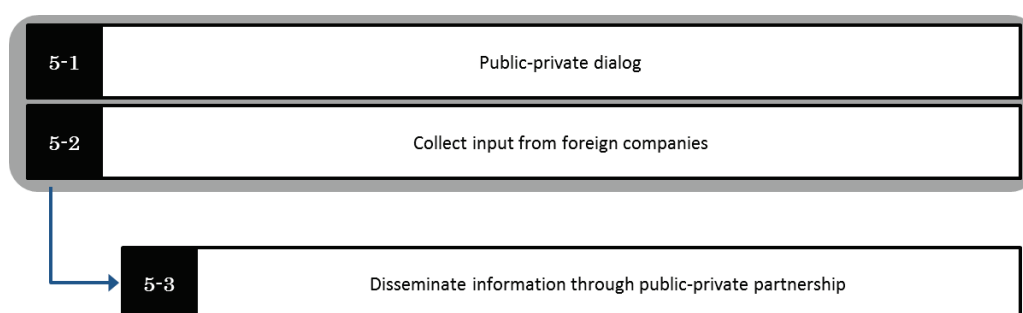 5-1 Public-private dialog
5-2 Collect input from foreign companies
5-3 Disseminate information through public-private partnership